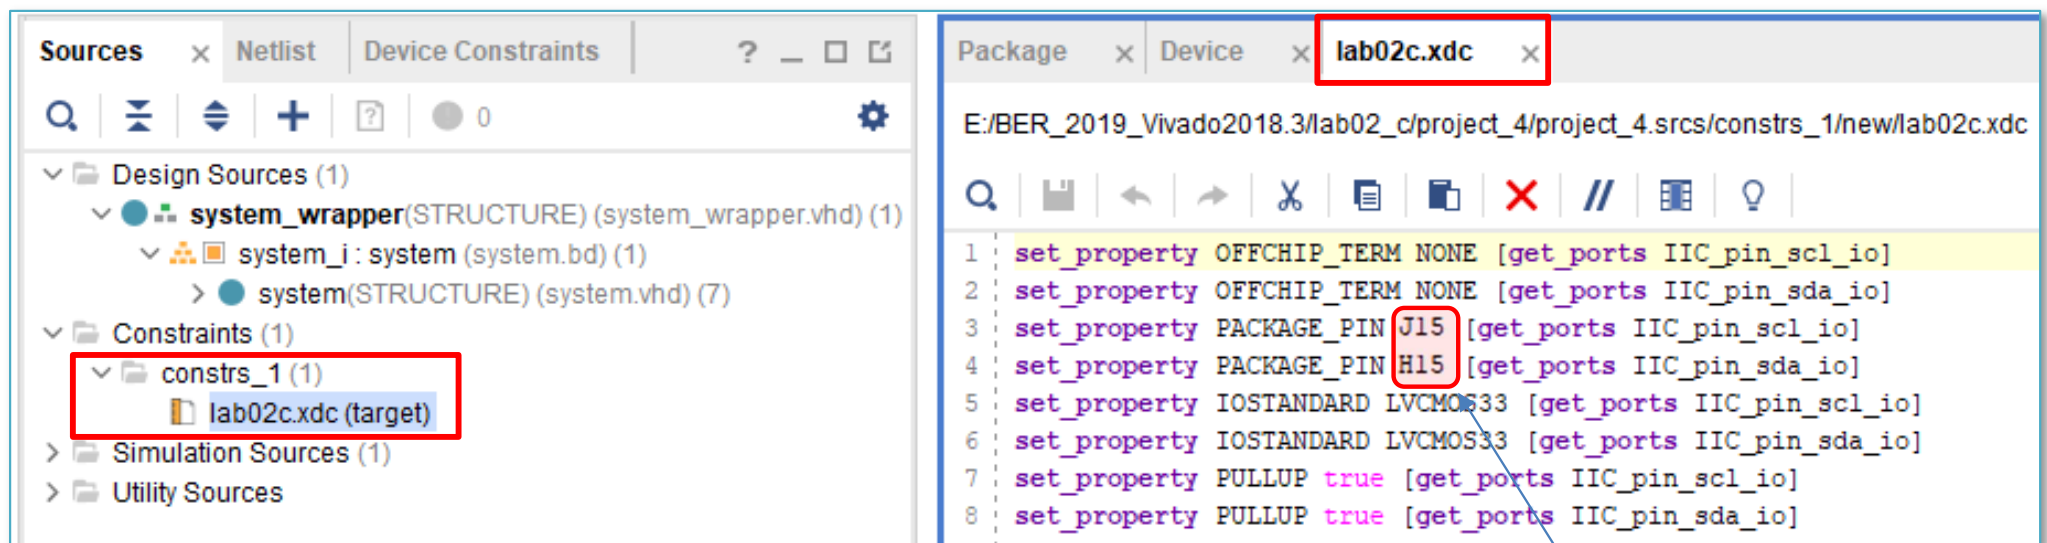 Sources Netlist Device Constraints ?
0
Design Sources (1)
system_wrapper(STRUCTURE) (system_wrapper.vhd) (1)
system_i : system (system.bd) (1)
system(STRUCTURE) (system.vhd) (7)
Constraints (1)
constrs_1 (1)
lab02c.xdc (target)
Simulation Sources (1)
Utility Sources
Package Device lab02c.xdc
E:/BER_2019_Vivado2018.3/lab02_c/project_4/project_4.srcs/constrs_1/new/lab02c.xdc
1 set_property OFFCHIP_TERM NONE [get_ports IIC_pin_scl_io]
2 set_property OFFCHIP_TERM NONE [get_ports IIC_pin_sda_io]
3 set_property PACKAGE_PIN J15 [get_ports IIC_pin_scl_io]
4 set_property PACKAGE_PIN H15 [get_ports IIC_pin_sda_io]
5 set_property IOSTANDARD LVCMOS33 [get_ports IIC_pin_scl_io]
6 set_property IOSTANDARD LVCMOS33 [get_ports IIC_pin_sda_io]
7 set_property PULLUP true [get_ports IIC_pin_scl_io]
8 set_property PULLUP true [get_ports IIC_pin_sda_io]